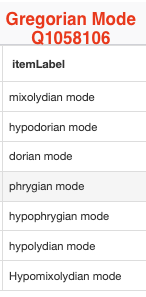 Gregorian Mode
Q1058106
itemLabel
mixolydian mode
hypodorian mode
dorian mode
phrygian mode
hypophrygian mode
hypolydian mode
Hypomixolydian mode